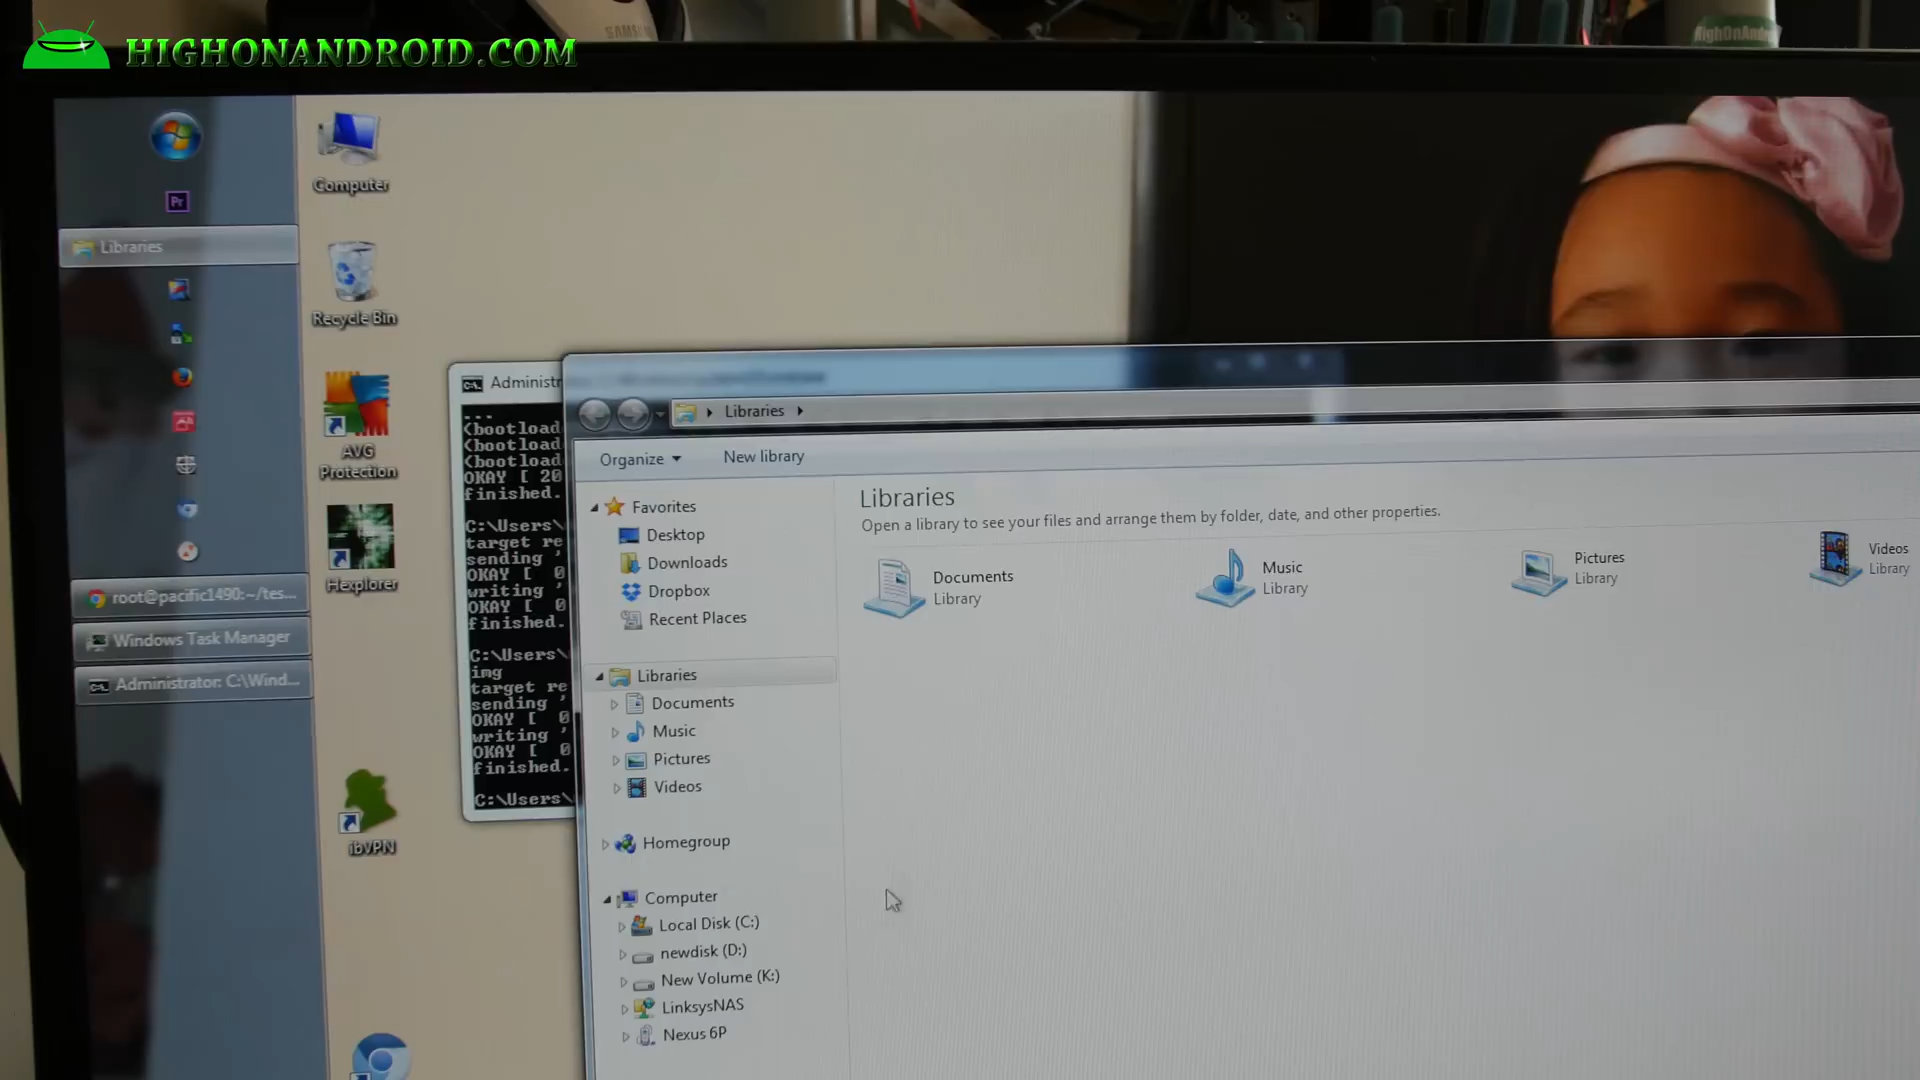 HIGHONANDROID.COM
SAMSUNG
HighOnAndr
Pr
Libraries
root@pacific1490:~/tes...
Windows Task Manager
Administrator: C:\Wind...
Computer
Recycle Bin
AVG
Protection
Hexplorer
ibVPN
Administr
...
(bootload
(bootload
(bootload
OKAY [ 20
finished.
C:\Users\
target re
sending '
OKAY [ 0
writing '
OKAY [ 0
finished.
C:\Users\
img
target re
sending '
OKAY [ 0
writing '
OKAY [ 0
finished.
C:\Users\
Libraries
Organize
New library
Favorites
Desktop
Downloads
Dropbox
Recent Places
Libraries
Documents
Music
Pictures
Videos
Homegroup
Computer
Local Disk (C:)
newdisk (D:)
New Volume (K:)
LinksysNAS
Nexus 6P
Libraries
Open a library to see your files and arrange them by folder, date, and other properties.
Documents
Library
Music
Library
Pictures
Library
Videos
Library